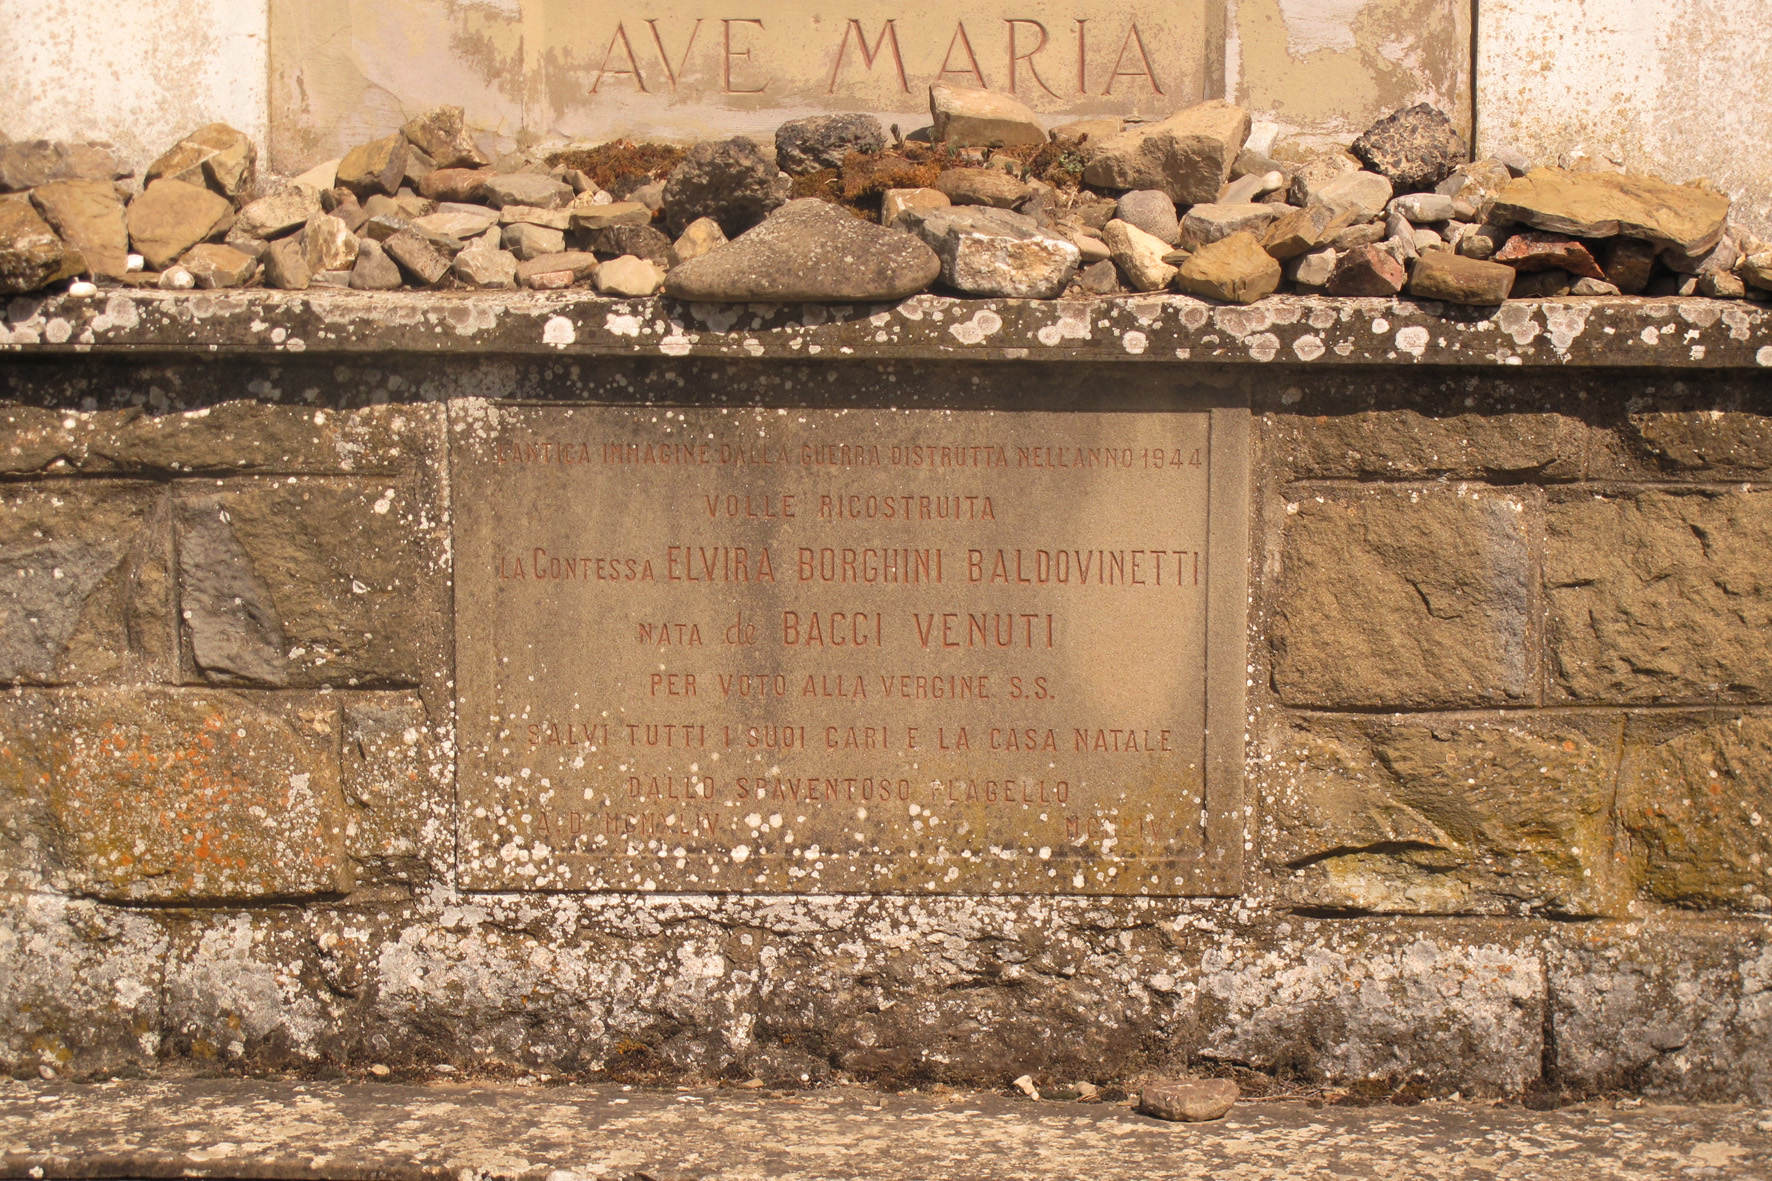 AVE MARIA
L'ANTICA IMMAGINE DALLA GUERRA DISTRUTTA NELL'ANNO 1944
VOLLE RICOSTRUITA
LA CONTESSA ELVIRA BORGHINI BALDOVINETTI
NATA de BACCI VENUTI
PER VOTO ALLA VERGINE S.S.
SALVI TUTTI I SUOI CARI E LA CASA NATALE
DALLO SPAVENTOSO FLAGELLO
A.D. MCMXLIV